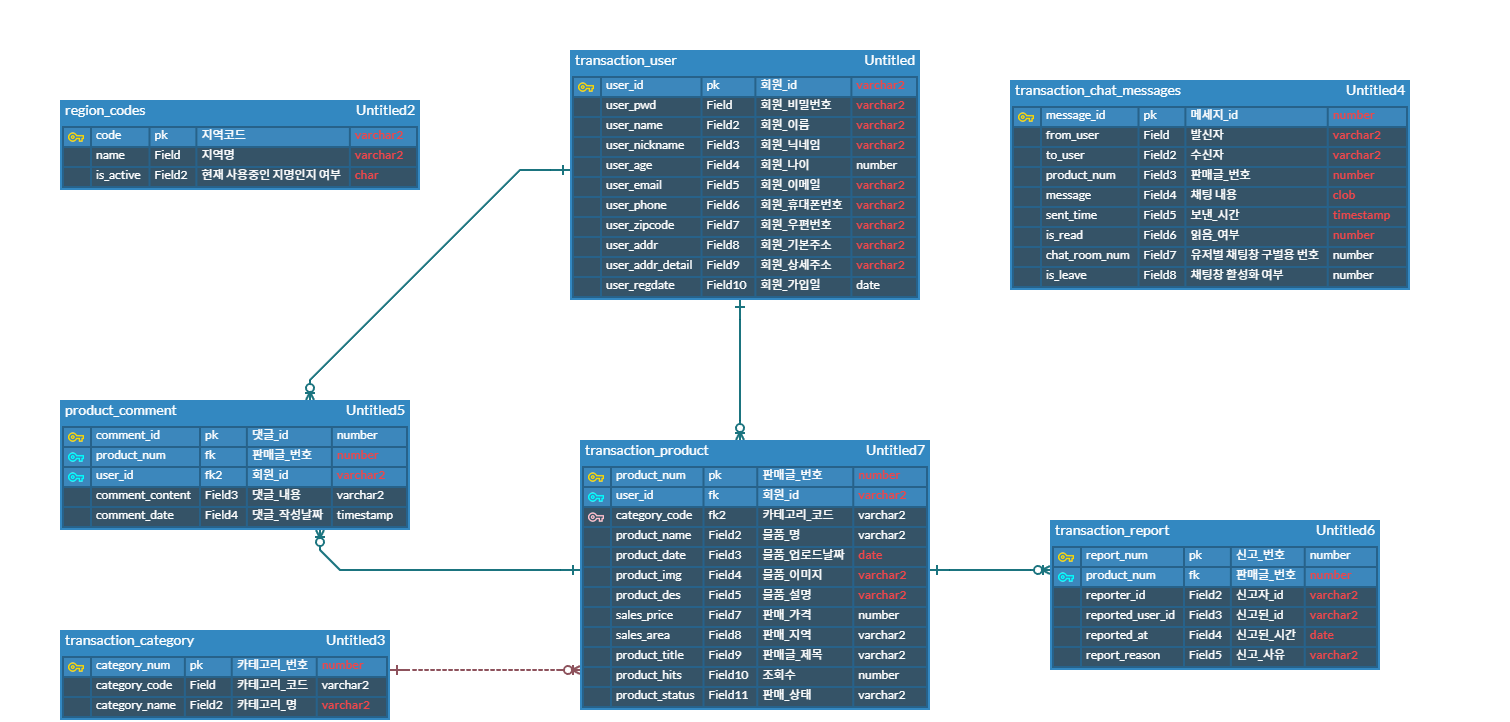 transaction_user Untitled
user_id pk 회원_id varchar2
user_pwd Field 회원_비밀번호 varchar2
user_name Field2 회원_이름 varchar2
user_nickname Field3 회원_닉네임 varchar2
user_age Field4 회원_나이 number
user_email Field5 회원_이메일 varchar2
user_phone Field6 회원_휴대폰번호 varchar2
user_zipcode Field7 회원_우편번호 varchar2
user_addr Field8 회원_기본주소 varchar2
user_addr_detail Field9 회원_상세주소 varchar2
user_regdate Field10 회원_가입일 date
region_codes Untitled2
code pk 지역코드 varchar2
name Field 지역명 varchar2
is_active Field2 현재 사용중인 지명인지 여부 char
transaction_chat_messages Untitled4
message_id pk 메세지_id number
from_user Field 발신자 varchar2
to_user Field2 수신자 varchar2
product_num Field3 판매글_번호 number
message Field4 채팅 내용 clob
sent_time Field5 보낸_시간 timestamp
is_read Field6 읽음_여부 number
chat_room_num Field7 유저별 채팅창 구벌용 번호 number
is_leave Field8 채팅창 활성화 여부 number
product_comment Untitled5
comment_id pk 댓글_id number
product_num fk 판매글_번호 number
user_id fk2 회원_id varchar2
comment_content Field3 댓글_내용 varchar2
comment_date Field4 댓글_작성날짜 timestamp
transaction_product Untitled7
product_num pk 판매글_번호 number
user_id fk 회원_id varchar2
category_code fk2 카테고리_코드 varchar2
product_name Field2 물품_명 varchar2
product_date Field3 물품_업로드날짜 date
product_img Field4 물품_이미지 varchar2
product_des Field5 물품_설명 varchar2
sales_price Field7 판매_가격 number
sales_area Field8 판매_지역 varchar2
product_title Field9 판매글_제목 varchar2
product_hits Field10 조회수 number
product_status Field11 판매_상태 varchar2
transaction_report Untitled6
report_num pk 신고_번호 number
product_num fk 판매글_번호 number
reporter_id Field2 신고자_id varchar2
reported_user_id Field3 신고된_id varchar2
reported_at Field4 신고된_시간 date
report_reason Field5 신고_사유 varchar2
transaction_category Untitled3
category_num pk 카테고리_번호 number
category_code Field 카테고리_코드 varchar2
category_name Field2 카테고리_명 varchar2